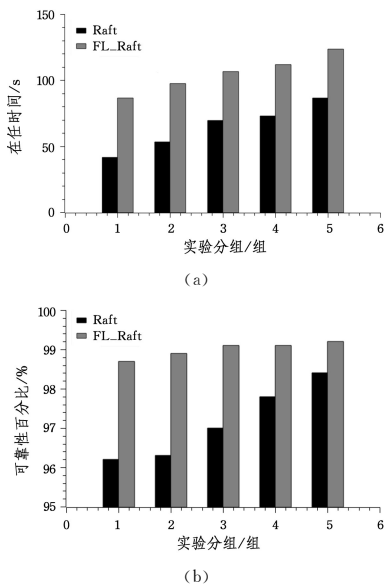 150
Raft
FL_Raft
100
50
0
在任时间/s
0 1 2 3 4 5 6
实验分组/组
(a)
100
Raft
FL_Raft
99
98
97
96
95
可靠性百分比/%
0 1 2 3 4 5 6
实验分组/组
(b)